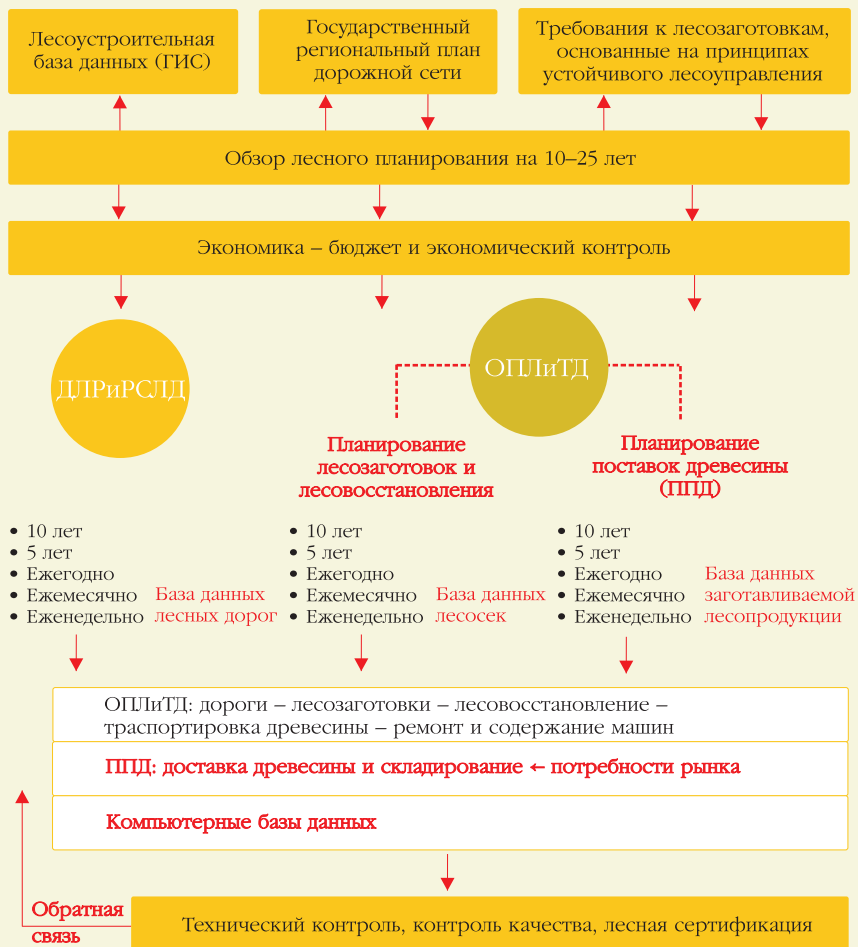 Лесоустроительная
база данных (ГИС)
Государственный
региональный план
дорожной сети
Требования к лесозаготовкам,
основанные на принципах
устойчивого лесоуправления
Обзор лесного планирования на 10–25 лет
Экономика – бюджет и экономический контроль
ДЛРиРСЛД
ОПЛиТД
Планирование
лесозаготовок и
лесовосстановления
Планирование
поставок древесины
(ППД)
• 10 лет
• 5 лет
• Ежегодно
• Ежемесячно
• Еженедельно
База данных
лесных дорог
• 10 лет
• 5 лет
• Ежегодно
• Ежемесячно
• Еженедельно
База данных
лесосек
• 10 лет
• 5 лет
• Ежегодно
• Ежемесячно
• Еженедельно
База данных
заготавливаемой
лесопродукции
ОПЛиТД: дороги – лесозаготовки – лесовосстановление –
траспортировка древесины – ремонт и содержание машин
ППД: доставка древесины и складирование ← потребности рынка
Компьютерные базы данных
Обратная
связь
Технический контроль, контроль качества, лесная сертификация